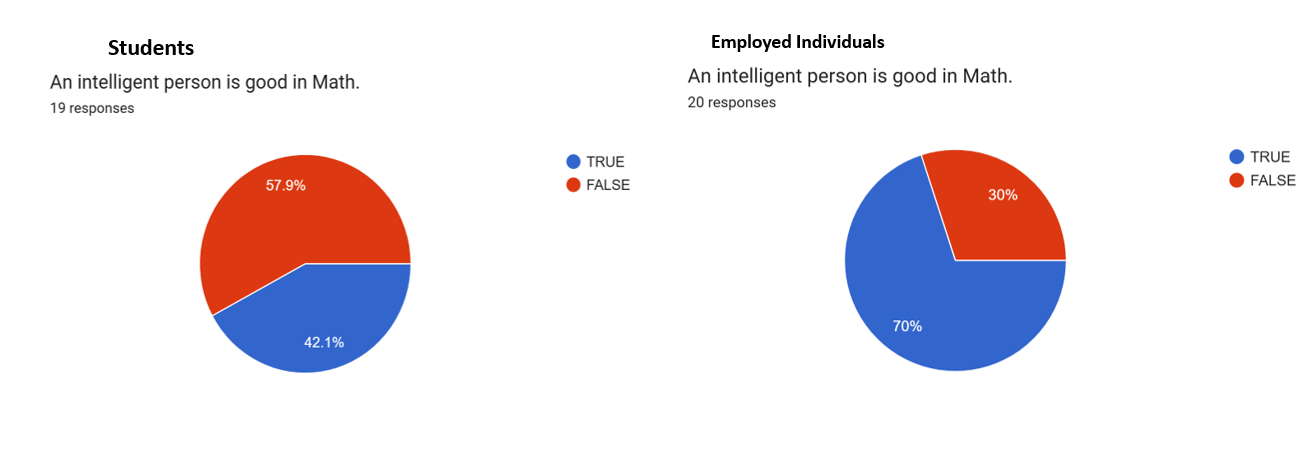 Students
An intelligent person is good in Math.
19 responses
TRUE
FALSE
57.9%
42.1%
Employed Individuals
An intelligent person is good in Math.
20 responses
TRUE
FALSE
30%
70%